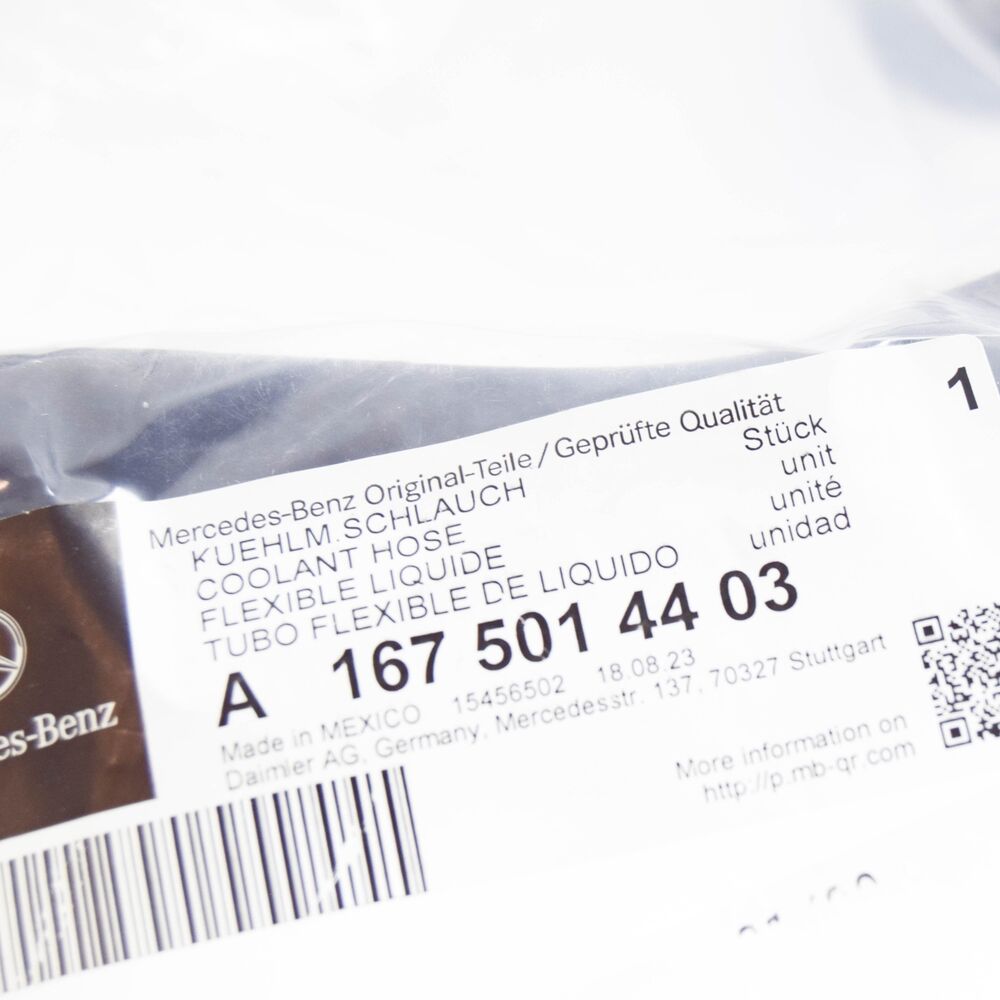 Mercedes-Benz Original-Teile/Geprüfte Qualität
KUEHLM.SCHLAUCH
COOLANT HOSE
FLEXIBLE LIQUIDE
TUBO FLEXIBLE DE LIQUIDO
Stück
unit
unité
unidad
1
A 167 501 44 03
Made in MEXICO 15456502 18.08.23
Daimler AG, Germany, Mercedesstr. 137, 70327 Stuttgart
More information on
http://p.mb-qr.com
es-Benz